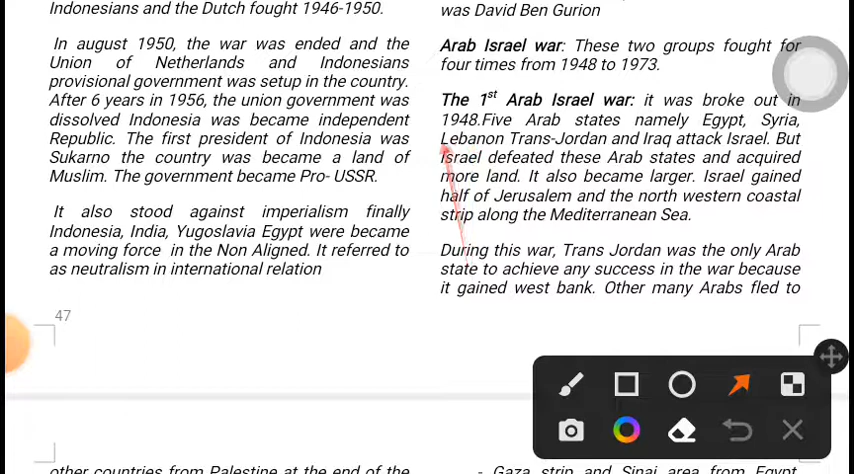 Indonesians and the Dutch fought 1946-1950.
In august 1950, the war was ended and the
Union of Netherlands and Indonesians
provisional government was setup in the country.
After 6 years in 1956, the union government was
dissolved Indonesia was became independent
Republic. The first president of Indonesia was
Sukarno the country was became a land of
Muslim. The government became Pro- USSR.
It also stood against imperialism finally
Indonesia, India, Yugoslavia Egypt were became
a moving force in the Non Aligned. It referred to
as neutralism in international relation
47
other countries from Palestine at the end of the
was David Ben Gurion
Arab Israel war: These two groups fought for
four times from 1948 to 1973.
The 1st Arab Israel war: it was broke out in
1948.Five Arab states namely Egypt, Syria,
Lebanon Trans-Jordan and Iraq attack Israel. But
Israel defeated these Arab states and acquired
more land. It also became larger. Israel gained
half of Jerusalem and the north western coastal
strip along the Mediterranean Sea.
During this war, Trans Jordan was the only Arab
state to achieve any success in the war because
it gained west bank. Other many Arabs fled to
- Gaza strip and Sinai area from Egypt.